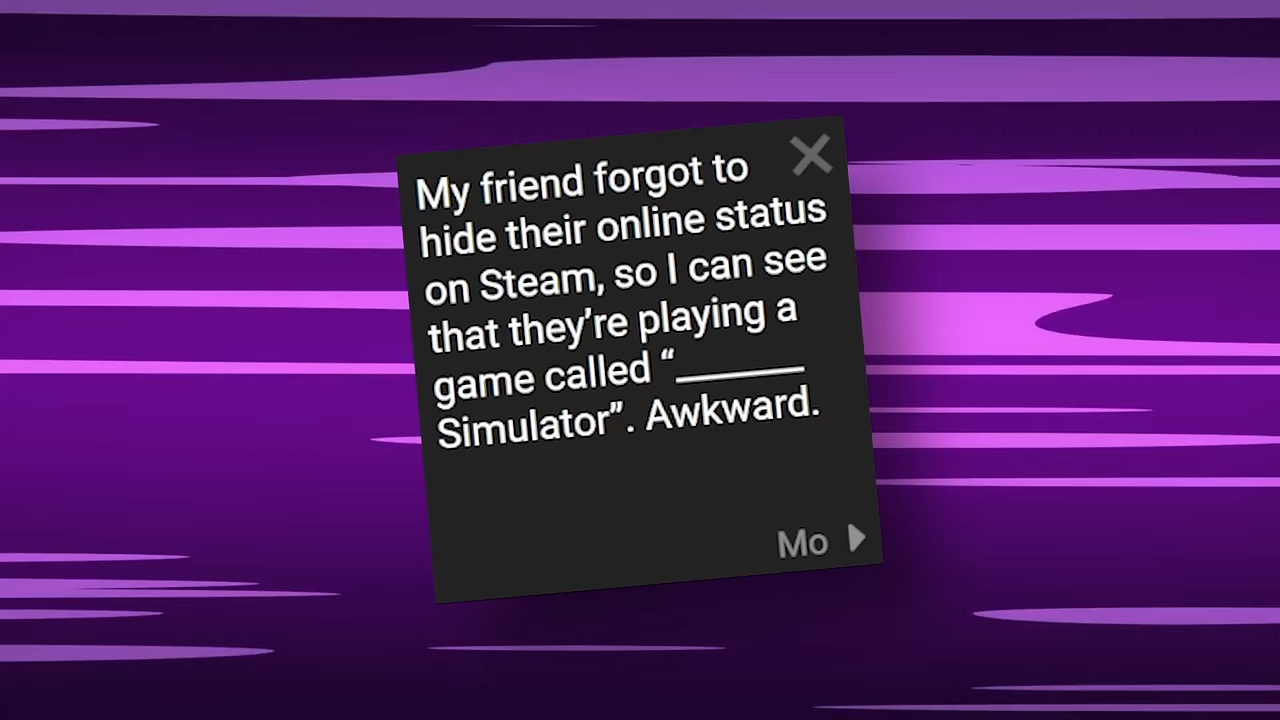 My friend forgot to
hide their online status
on Steam, so I can see
that they’re playing a
game called “_______
Simulator”. Awkward.
Mo